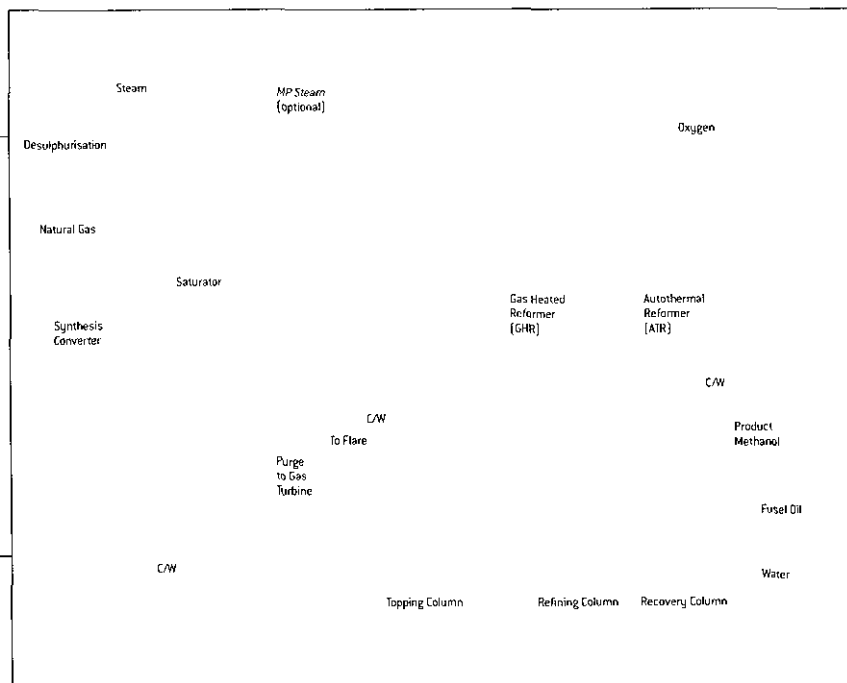 Steam
MP Steam
(optional)
Oxygen
Desulphurisation
Natural Gas
Saturator
Gas Heated
Reformer
(GHR)
Autothermal
Reformer
(ATR)
Synthesis
Converter
C/W
C/W
To Flare
Product
Methanol
Purge
to Gas
Turbine
Fusel Oil
C/W
Water
Topping Column
Refining Column
Recovery Column